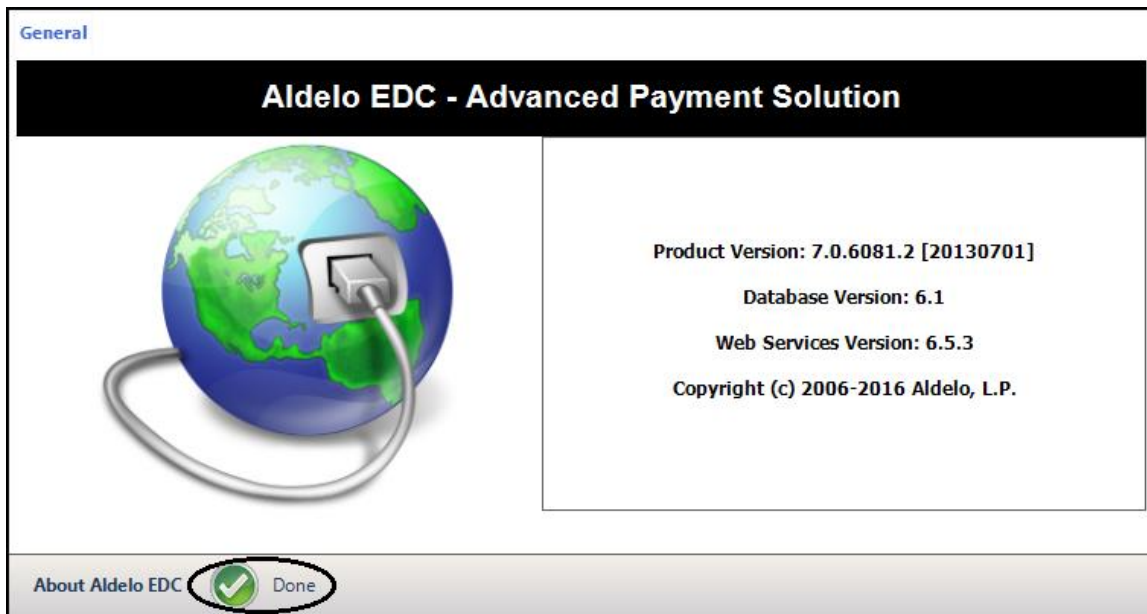 General
Aldelo EDC - Advanced Payment Solution
Product Version: 7.0.6081.2 [20130701]
Database Version: 6.1
Web Services Version: 6.5.3
Copyright (c) 2006-2016 Aldelo, L.P.
About Aldelo EDC Done